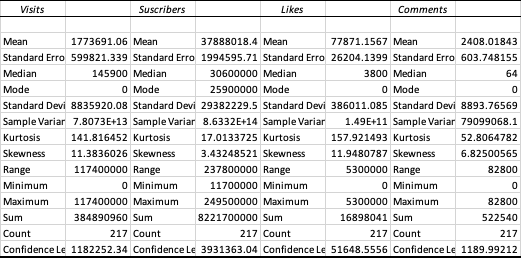 Visits Suscribers Likes Comments
Mean 1773691.06 Mean 37888018.4 Mean 77871.1567 Mean 2408.01843
Standard Erro 599821.339 Standard Erro 1994595.71 Standard Erro 26204.1399 Standard Erro 603.748155
Median 145900 Median 30600000 Median 3800 Median 64
Mode 0 Mode 25900000 Mode 0 Mode 0
Standard Devi 8835920.08 Standard Devi 29382229.5 Standard Devi 386011.085 Standard Devi 8893.76569
Sample Varian 7.8073E+13 Sample Varian 8.6332E+14 Sample Varian 1.49E+11 Sample Varian 79099068.1
Kurtosis 141.816452 Kurtosis 17.0133725 Kurtosis 157.921493 Kurtosis 52.8064782
Skewness 11.3836026 Skewness 3.43248521 Skewness 11.9480787 Skewness 6.82500565
Range 117400000 Range 237800000 Range 5300000 Range 82800
Minimum 0 Minimum 11700000 Minimum 0 Minimum 0
Maximum 117400000 Maximum 249500000 Maximum 5300000 Maximum 82800
Sum 384890960 Sum 8221700000 Sum 16898041 Sum 522540
Count 217 Count 217 Count 217 Count 217
Confidence Le 1182252.34 Confidence Le 3931363.04 Confidence Le 51648.5556 Confidence Le 1189.99212